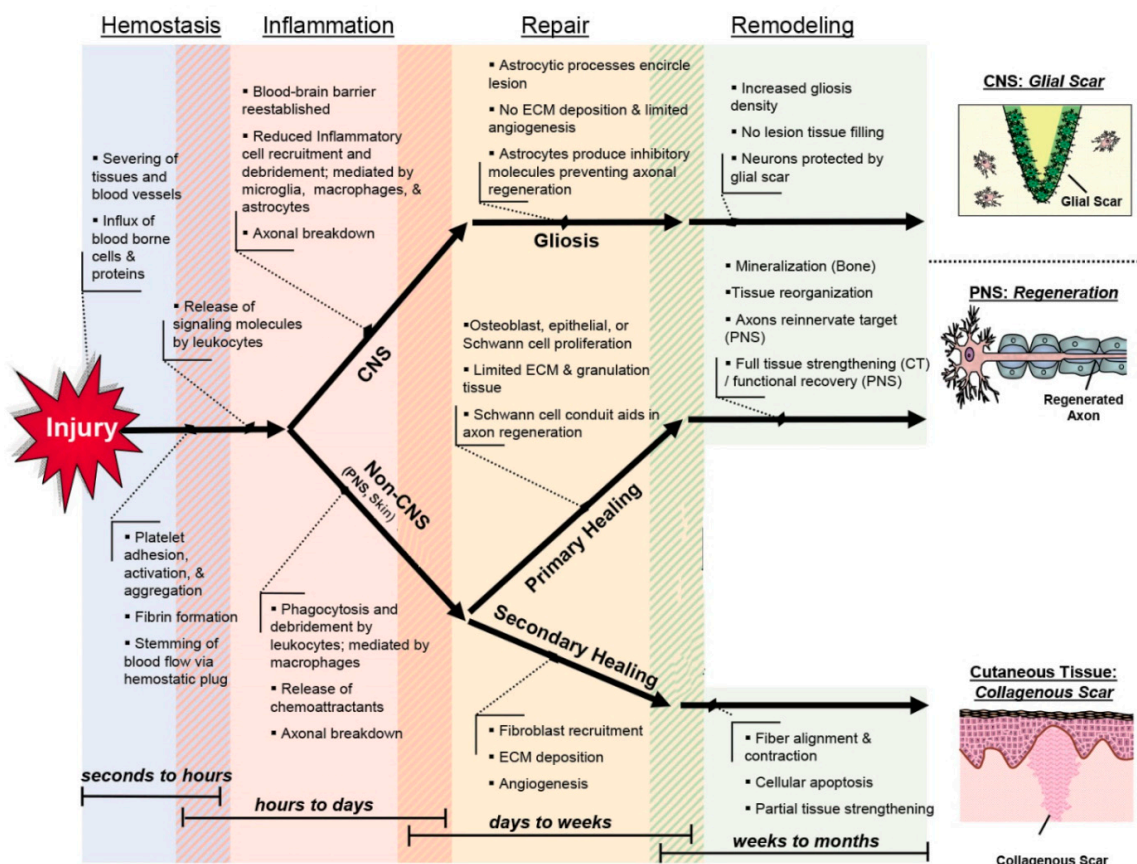 Hemostasis
Inflammation
Repair
Remodeling
▪ Severing of
tissues and
blood vessels
▪ Influx of
blood borne
cells &
proteins
▪ Release of
signaling molecules
by leukocytes
Injury
▪ Platelet
adhesion,
activation, &
aggregation
▪ Fibrin formation
▪ Stemming of
blood flow via
hemostatic plug
▪ Blood-brain barrier
reestablished
▪ Reduced Inflammatory
cell recruitment and
debridement; mediated by
microglia, macrophages, &
astrocytes
▪ Axonal breakdown
CNS
Non-CNS
(PNS, Skin)
▪ Phagocytosis and
debridement by
leukocytes; mediated by
macrophages
▪ Release of
chemoattractants
▪ Axonal breakdown
▪ Astrocytic processes encircle
lesion
▪ No ECM deposition & limited
angiogenesis
▪ Astrocytes produce inhibitory
molecules preventing axonal
regeneration
Gliosis
▪ Osteoblast, epithelial, or
Schwann cell proliferation
▪ Limited ECM & granulation
tissue
▪ Schwann cell conduit aids in
axon regeneration
Primary Healing
Secondary Healing
▪ Fibroblast recruitment
▪ ECM deposition
▪ Angiogenesis
▪ Increased gliosis
density
▪ No lesion tissue filling
▪ Neurons protected by
glial scar
▪ Mineralization (Bone)
▪ Tissue reorganization
▪ Axons reinnervate target
(PNS)
▪ Full tissue strengthening (CT)
/ functional recovery (PNS)
▪ Fiber alignment &
contraction
▪ Cellular apoptosis
▪ Partial tissue strengthening
CNS: Glial Scar
Glial Scar
PNS: Regeneration
Regenerated
Axon
Cutaneous Tissue:
Collagenous Scar
Collagenous Scar
seconds to hours
hours to days
days to weeks
weeks to months